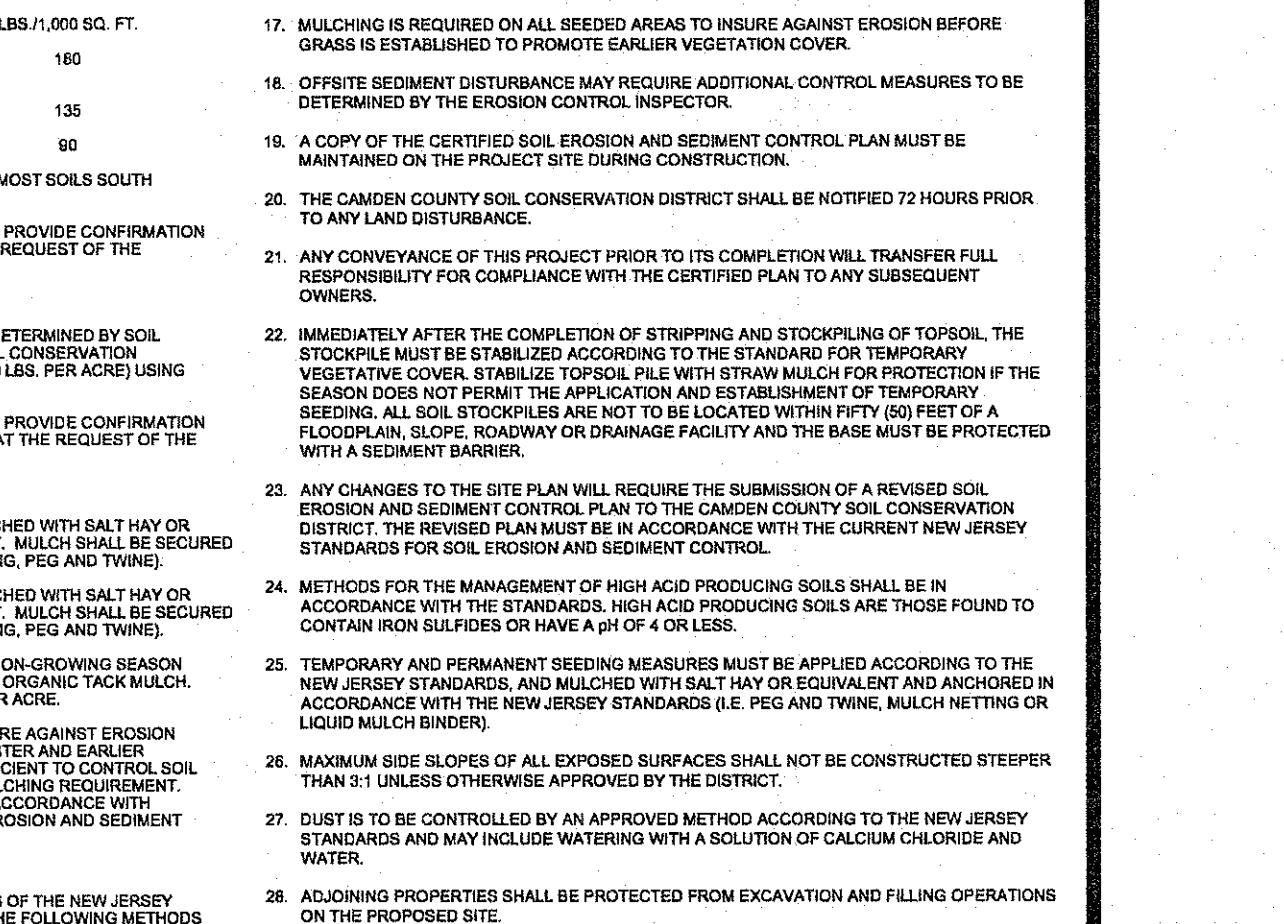 LBS./1,000 SQ. FT.
180
135
90
MOST SOILS SOUTH
PROVIDE CONFIRMATION
REQUEST OF THE
ETERMINED BY SOIL
CONSERVATION
LBS. PER ACRE) USING
PROVIDE CONFIRMATION
AT THE REQUEST OF THE
HED WITH SALT HAY OR
. MULCH SHALL BE SECURED
G, PEG AND TWINE).
HED WITH SALT HAY OR
. MULCH SHALL BE SECURED
G, PEG AND TWINE).
ON-GROWING SEASON
ORGANIC TACK MULCH.
R ACRE.
RE AGAINST EROSION
TER AND EARLIER
CIENT TO CONTROL SOIL
LCHING REQUIREMENT.
ACCORDANCE WITH
ROSION AND SEDIMENT
OF THE NEW JERSEY
HE FOLLOWING METHODS
17. MULCHING IS REQUIRED ON ALL SEEDED AREAS TO INSURE AGAINST EROSION BEFORE
GRASS IS ESTABLISHED TO PROMOTE EARLIER VEGETATION COVER.
18. OFFSITE SEDIMENT DISTURBANCE MAY REQUIRE ADDITIONAL CONTROL MEASURES TO BE
DETERMINED BY THE EROSION CONTROL INSPECTOR.
19. A COPY OF THE CERTIFIED SOIL EROSION AND SEDIMENT CONTROL PLAN MUST BE
MAINTAINED ON THE PROJECT SITE DURING CONSTRUCTION.
20. THE CAMDEN COUNTY SOIL CONSERVATION DISTRICT SHALL BE NOTIFIED 72 HOURS PRIOR
TO ANY LAND DISTURBANCE.
21. ANY CONVEYANCE OF THIS PROJECT PRIOR TO ITS COMPLETION WILL TRANSFER FULL
RESPONSIBILITY FOR COMPLIANCE WITH THE CERTIFIED PLAN TO ANY SUBSEQUENT
OWNERS.
22. IMMEDIATELY AFTER THE COMPLETION OF STRIPPING AND STOCKPILING OF TOPSOIL, THE
STOCKPILE MUST BE STABILIZED ACCORDING TO THE STANDARD FOR TEMPORARY
VEGETATIVE COVER. STABILIZE TOPSOIL PILE WITH STRAW MULCH FOR PROTECTION IF THE
SEASON DOES NOT PERMIT THE APPLICATION AND ESTABLISHMENT OF TEMPORARY
SEEDING. ALL SOIL STOCKPILES ARE NOT TO BE LOCATED WITHIN FIFTY (50) FEET OF A
FLOODPLAIN, SLOPE, ROADWAY OR DRAINAGE FACILITY AND THE BASE MUST BE PROTECTED
WITH A SEDIMENT BARRIER.
23. ANY CHANGES TO THE SITE PLAN WILL REQUIRE THE SUBMISSION OF A REVISED SOIL
EROSION AND SEDIMENT CONTROL PLAN TO THE CAMDEN COUNTY SOIL CONSERVATION
DISTRICT. THE REVISED PLAN MUST BE IN ACCORDANCE WITH THE CURRENT NEW JERSEY
STANDARDS FOR SOIL EROSION AND SEDIMENT CONTROL.
24. METHODS FOR THE MANAGEMENT OF HIGH ACID PRODUCING SOILS SHALL BE IN
ACCORDANCE WITH THE STANDARDS. HIGH ACID PRODUCING SOILS ARE THOSE FOUND TO
CONTAIN IRON SULFIDES OR HAVE A pH OF 4 OR LESS.
25. TEMPORARY AND PERMANENT SEEDING MEASURES MUST BE APPLIED ACCORDING TO THE
NEW JERSEY STANDARDS, AND MULCHED WITH SALT HAY OR EQUIVALENT AND ANCHORED IN
ACCORDANCE WITH THE NEW JERSEY STANDARDS (I.E. PEG AND TWINE, MULCH NETTING OR
LIQUID MULCH BINDER).
26. MAXIMUM SIDE SLOPES OF ALL EXPOSED SURFACES SHALL NOT BE CONSTRUCTED STEEPER
THAN 3:1 UNLESS OTHERWISE APPROVED BY THE DISTRICT.
27. DUST IS TO BE CONTROLLED BY AN APPROVED METHOD ACCORDING TO THE NEW JERSEY
STANDARDS AND MAY INCLUDE WATERING WITH A SOLUTION OF CALCIUM CHLORIDE AND
WATER.
28. ADJOINING PROPERTIES SHALL BE PROTECTED FROM EXCAVATION AND FILLING OPERATIONS
ON THE PROPOSED SITE.